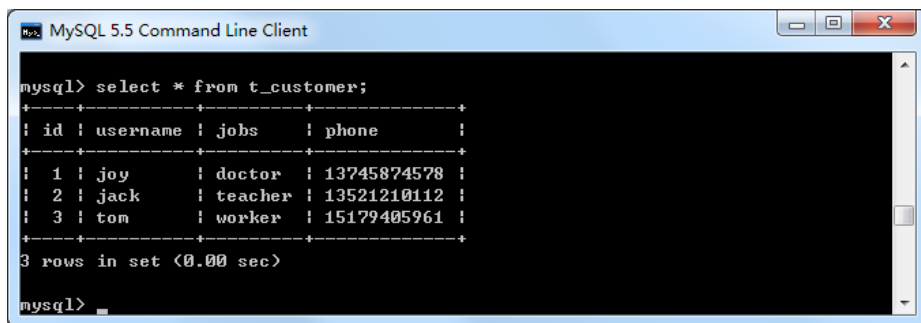 MySQL 5.5 Command Line Client
mysql> select * from t_customer;
+----+----------+---------+-------------+
| id | username | jobs    | phone       |
+----+----------+---------+-------------+
|  1 | joy      | doctor  | 13745874578 |
|  2 | jack     | teacher | 13521210112 |
|  3 | tom      | worker  | 15179405961 |
+----+----------+---------+-------------+
3 rows in set (0.00 sec)
mysql> _